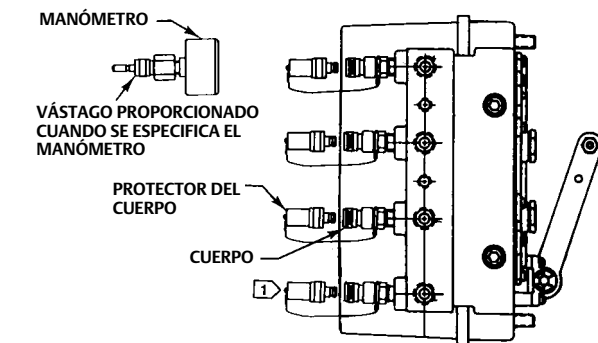 MANÓMETRO
VÁSTAGO PROPORCIONADO
CUANDO SE ESPECIFICA EL
MANÓMETRO
PROTECTOR DEL
CUERPO
CUERPO
1